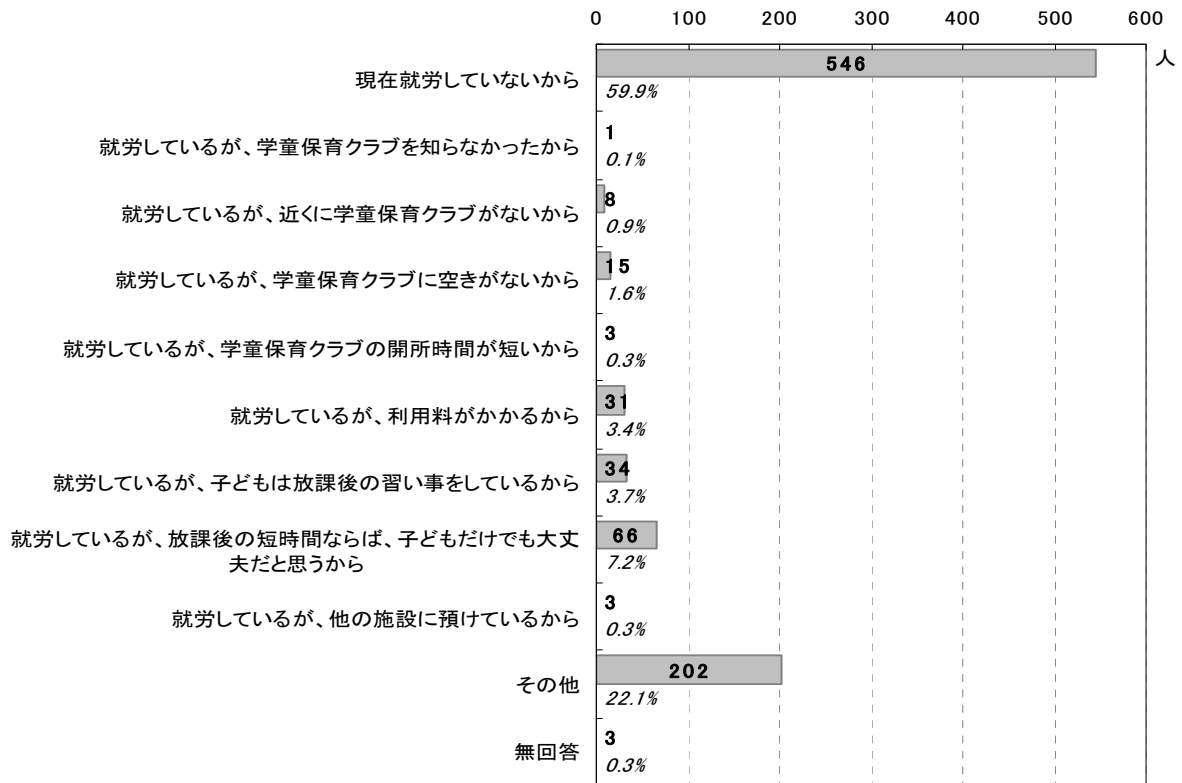 0 100 200 300 400 500 600
人
現在就労していないから
546
59.9%
就労しているが、学童保育クラブを知らなかったから
1
0.1%
就労しているが、近くに学童保育クラブがないから
8
0.9%
就労しているが、学童保育クラブに空きがないから
15
1.6%
就労しているが、学童保育クラブの開所時間が短いから
3
0.3%
就労しているが、利用料がかかるから
31
3.4%
就労しているが、子どもは放課後の習い事をしているから
34
3.7%
就労しているが、放課後の短時間ならば、子どもだけでも大丈
夫だと思うから
66
7.2%
就労しているが、他の施設に預けているから
3
0.3%
その他
202
22.1%
無回答
3
0.3%